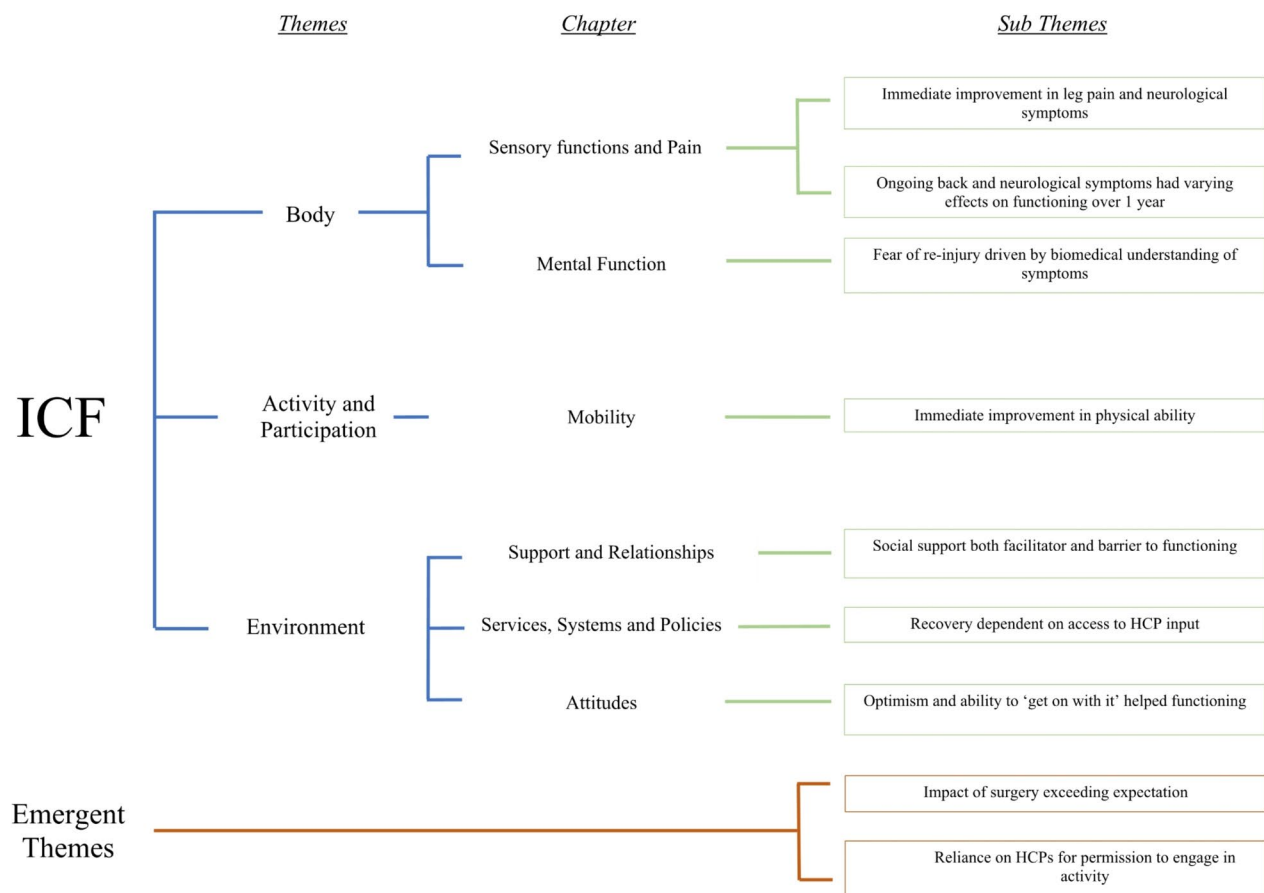 Themes
Chapter
Sub Themes
Immediate improvement in leg pain and neurological
symptoms
Sensory functions and Pain
Ongoing back and neurological symptoms had varying
effects on functioning over 1 year
Body
Mental Function
Fear of re-injury driven by biomedical understanding of
symptoms
ICF
Activity and
Participation
Mobility
Immediate improvement in physical ability
Support and Relationships
Social support both facilitator and barrier to functioning
Environment
Services, Systems and Policies
Recovery dependent on access to HCP input
Attitudes
Optimism and ability to ‘get on with it’ helped functioning
Emergent
Themes
Impact of surgery exceeding expectation
Reliance on HCPs for permission to engage in
activity